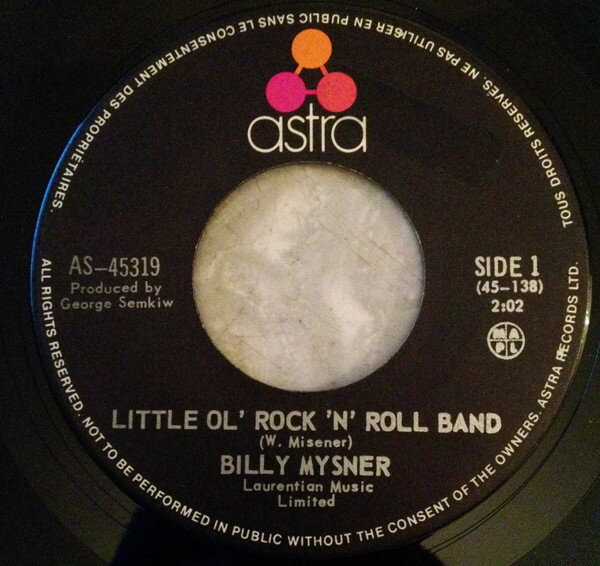 astra
AS-45319
Produced by
George Semkiw
SIDE 1
(45-138)
2:02
MAPL
LITTLE OL' ROCK 'N' ROLL BAND
(W. Misener)
BILLY MYSNER
Laurentian Music
Limited
TOUS DROITS RESERVES. NE PAS UTILISER EN PUBLIC SANS LE CONSENTEMENT DES PROPRIÉTAIRES.
ALL RIGHTS RESERVED. NOT TO BE PERFORMED IN PUBLIC WITHOUT THE CONSENT OF THE OWNERS. ASTRA RECORDS LTD.